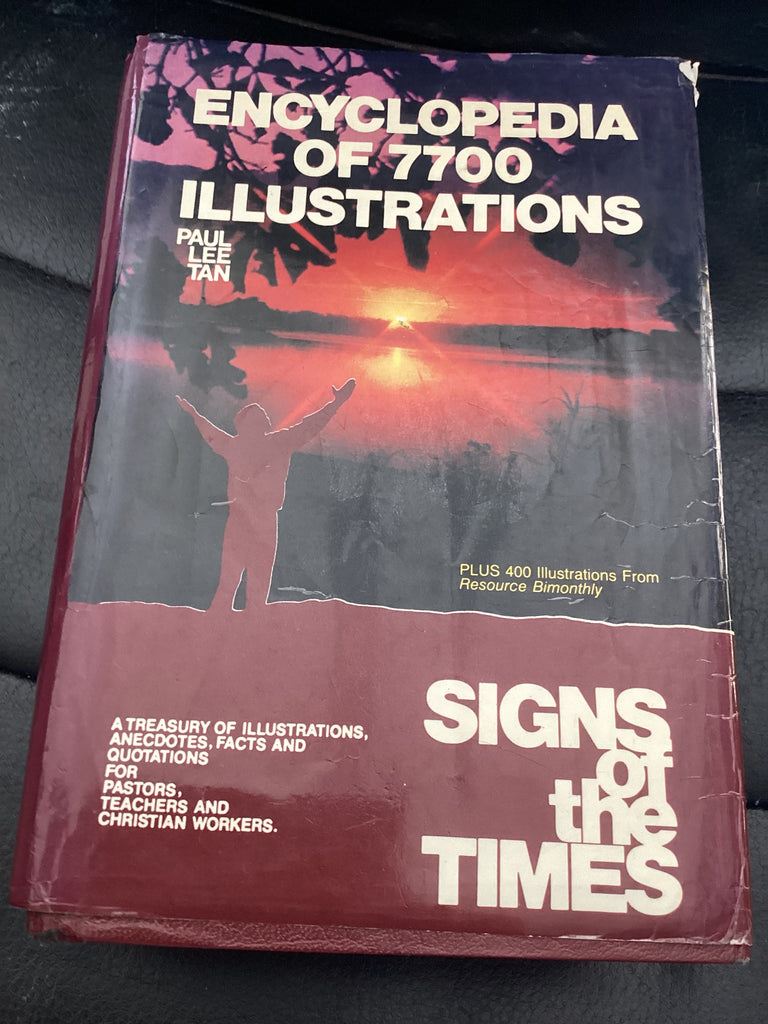 ENCYCLOPEDIA
OF 7700
ILLUSTRATIONS
PAUL
LEE
TAN
PLUS 400 Illustrations From
Resource Bimonthly
A TREASURY OF ILLUSTRATIONS,
ANECDOTES, FACTS AND
QUOTATIONS
FOR
PASTORS,
TEACHERS AND
CHRISTIAN WORKERS.
SIGNS
of
the
TIMES